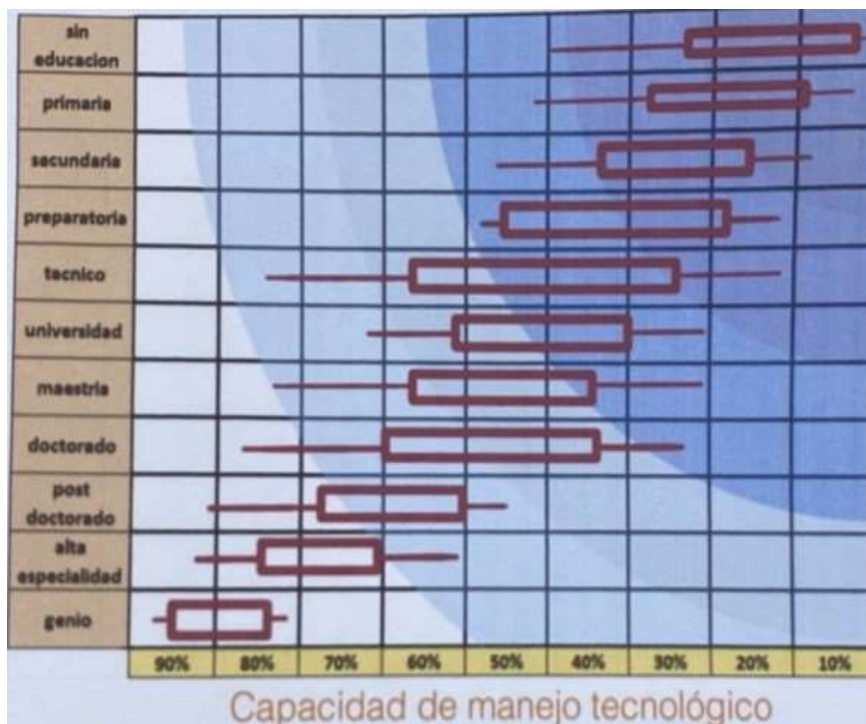 sin
educacion
primaria
secundaria
preparatoria
tecnico
universidad
maestria
doctorado
post
doctorado
alta
especialidad
genio
90% 80% 70% 60% 50% 40% 30% 20% 10%
Capacidad de manejo tecnológico